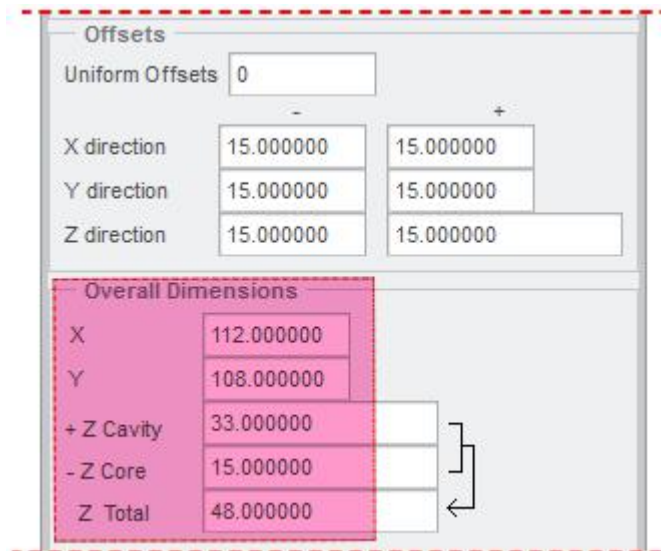 Offsets
Uniform Offsets 0
- +
X direction 15.000000 15.000000
Y direction 15.000000 15.000000
Z direction 15.000000 15.000000
Overall Dimensions
X 112.000000
Y 108.000000
+ Z Cavity 33.000000
- Z Core 15.000000
Z Total 48.000000